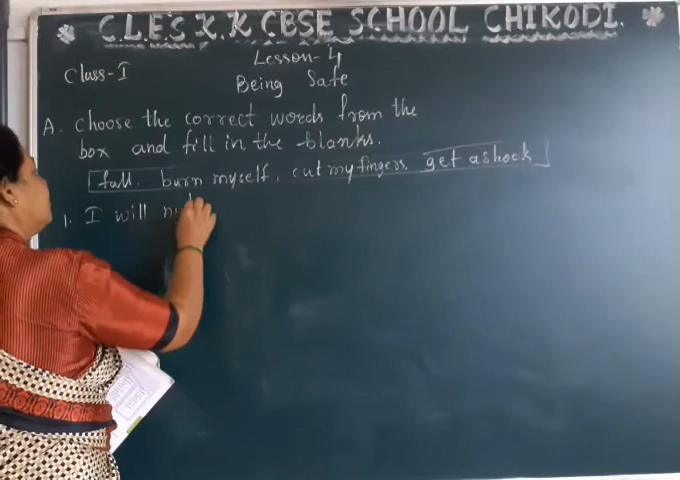 C.L.E'S K.K CBSE SCHOOL CHIKODI.
Lesson-4
Class-I
Being Safe
A. Choose the correct words from the
box and fill in the blanks.
fall, burn myself, cut my fingers, get a shock
1. I will